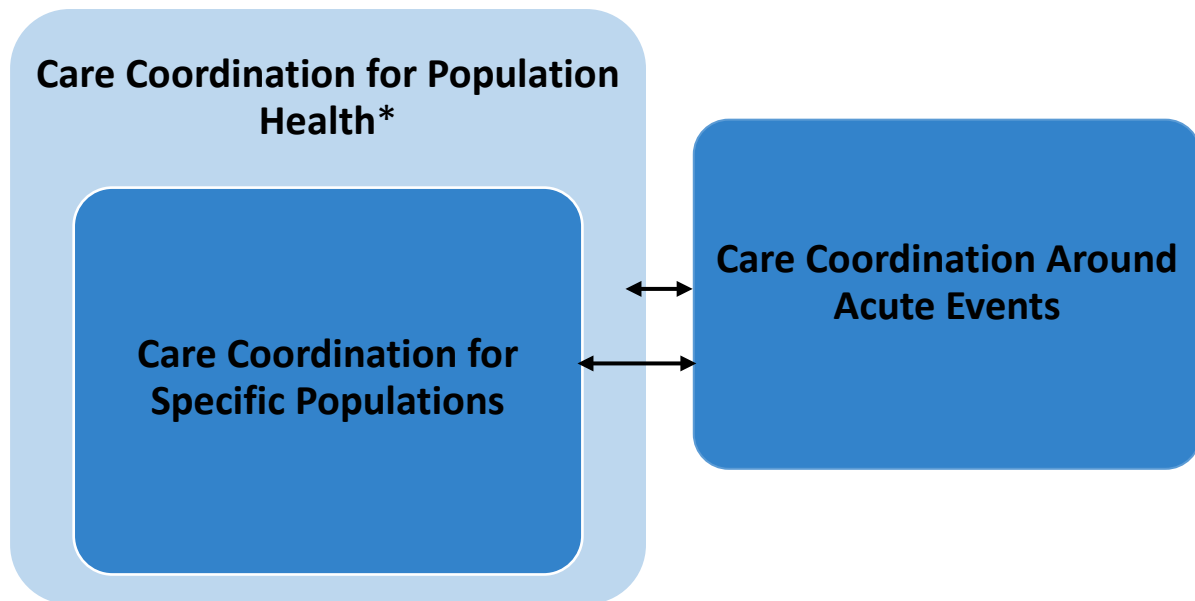 Care Coordination for Population
Health*
Care Coordination for
Specific Populations
Care Coordination Around
Acute Events